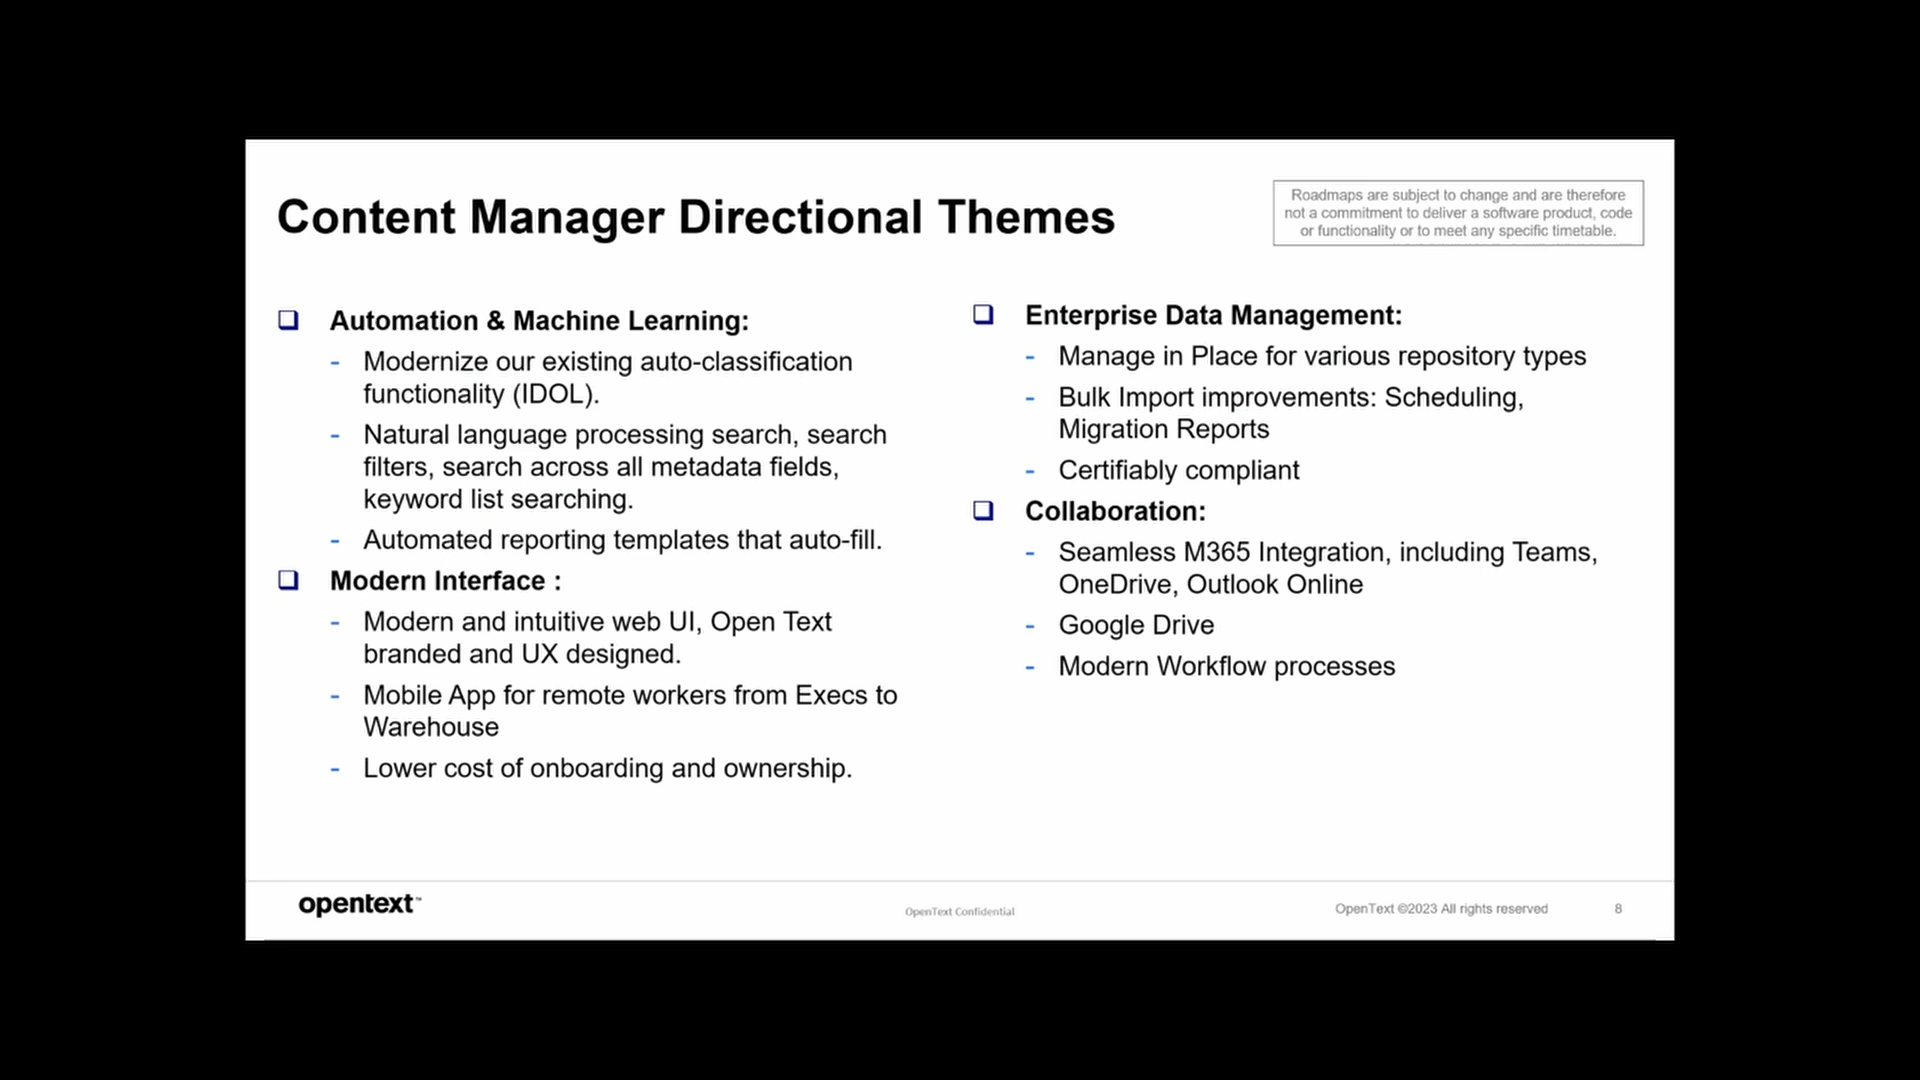 Content Manager Directional Themes
Roadmaps are subject to change and are therefore
not a commitment to deliver a software product, code
or functionality or to meet any specific timetable.
Automation & Machine Learning:
- Modernize our existing auto-classification
functionality (IDOL).
- Natural language processing search, search
filters, search across all metadata fields,
keyword list searching.
- Automated reporting templates that auto-fill.
Modern Interface :
- Modern and intuitive web UI, Open Text
branded and UX designed.
- Mobile App for remote workers from Execs to
Warehouse
- Lower cost of onboarding and ownership.
Enterprise Data Management:
- Manage in Place for various repository types
- Bulk Import improvements: Scheduling,
Migration Reports
- Certifiably compliant
Collaboration:
- Seamless M365 Integration, including Teams,
OneDrive, Outlook Online
- Google Drive
- Modern Workflow processes
opentext™
OpenText Confidential
OpenText ©2023 All rights reserved
8